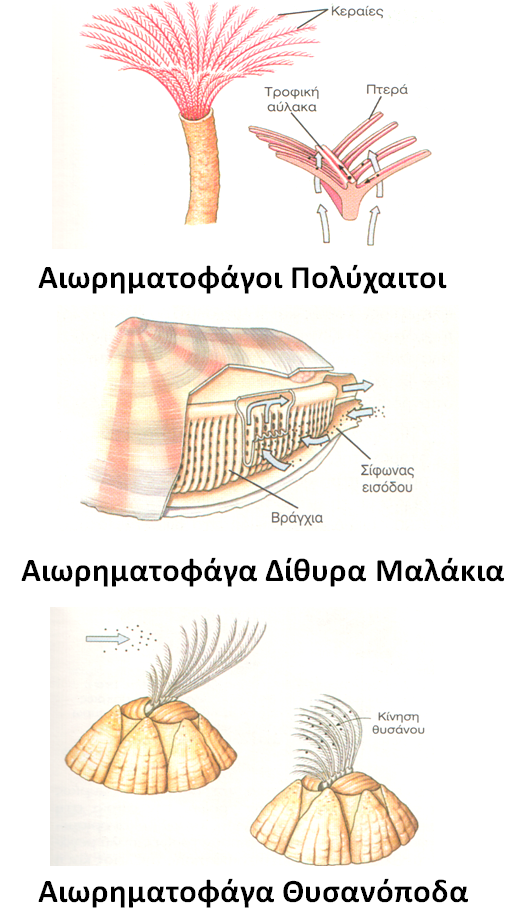 Κεραίες
Τροφική
αύλακα
Πτερά
Αιωρηματοφάγοι Πολύχαιτοι
Σίφωνας
εισόδου
Βράγχια
Αιωρηματοφάγα Δίθυρα Μαλάκια
Κίνηση
θυσάνου
Αιωρηματοφάγα Θυσανόποδα